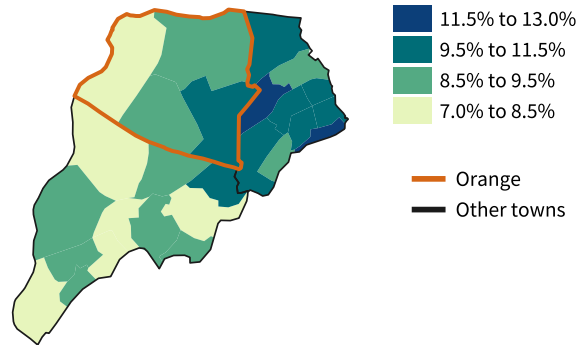 11.5% to 13.0%
9.5% to 11.5%
8.5% to 9.5%
7.0% to 8.5%
Orange
Other towns